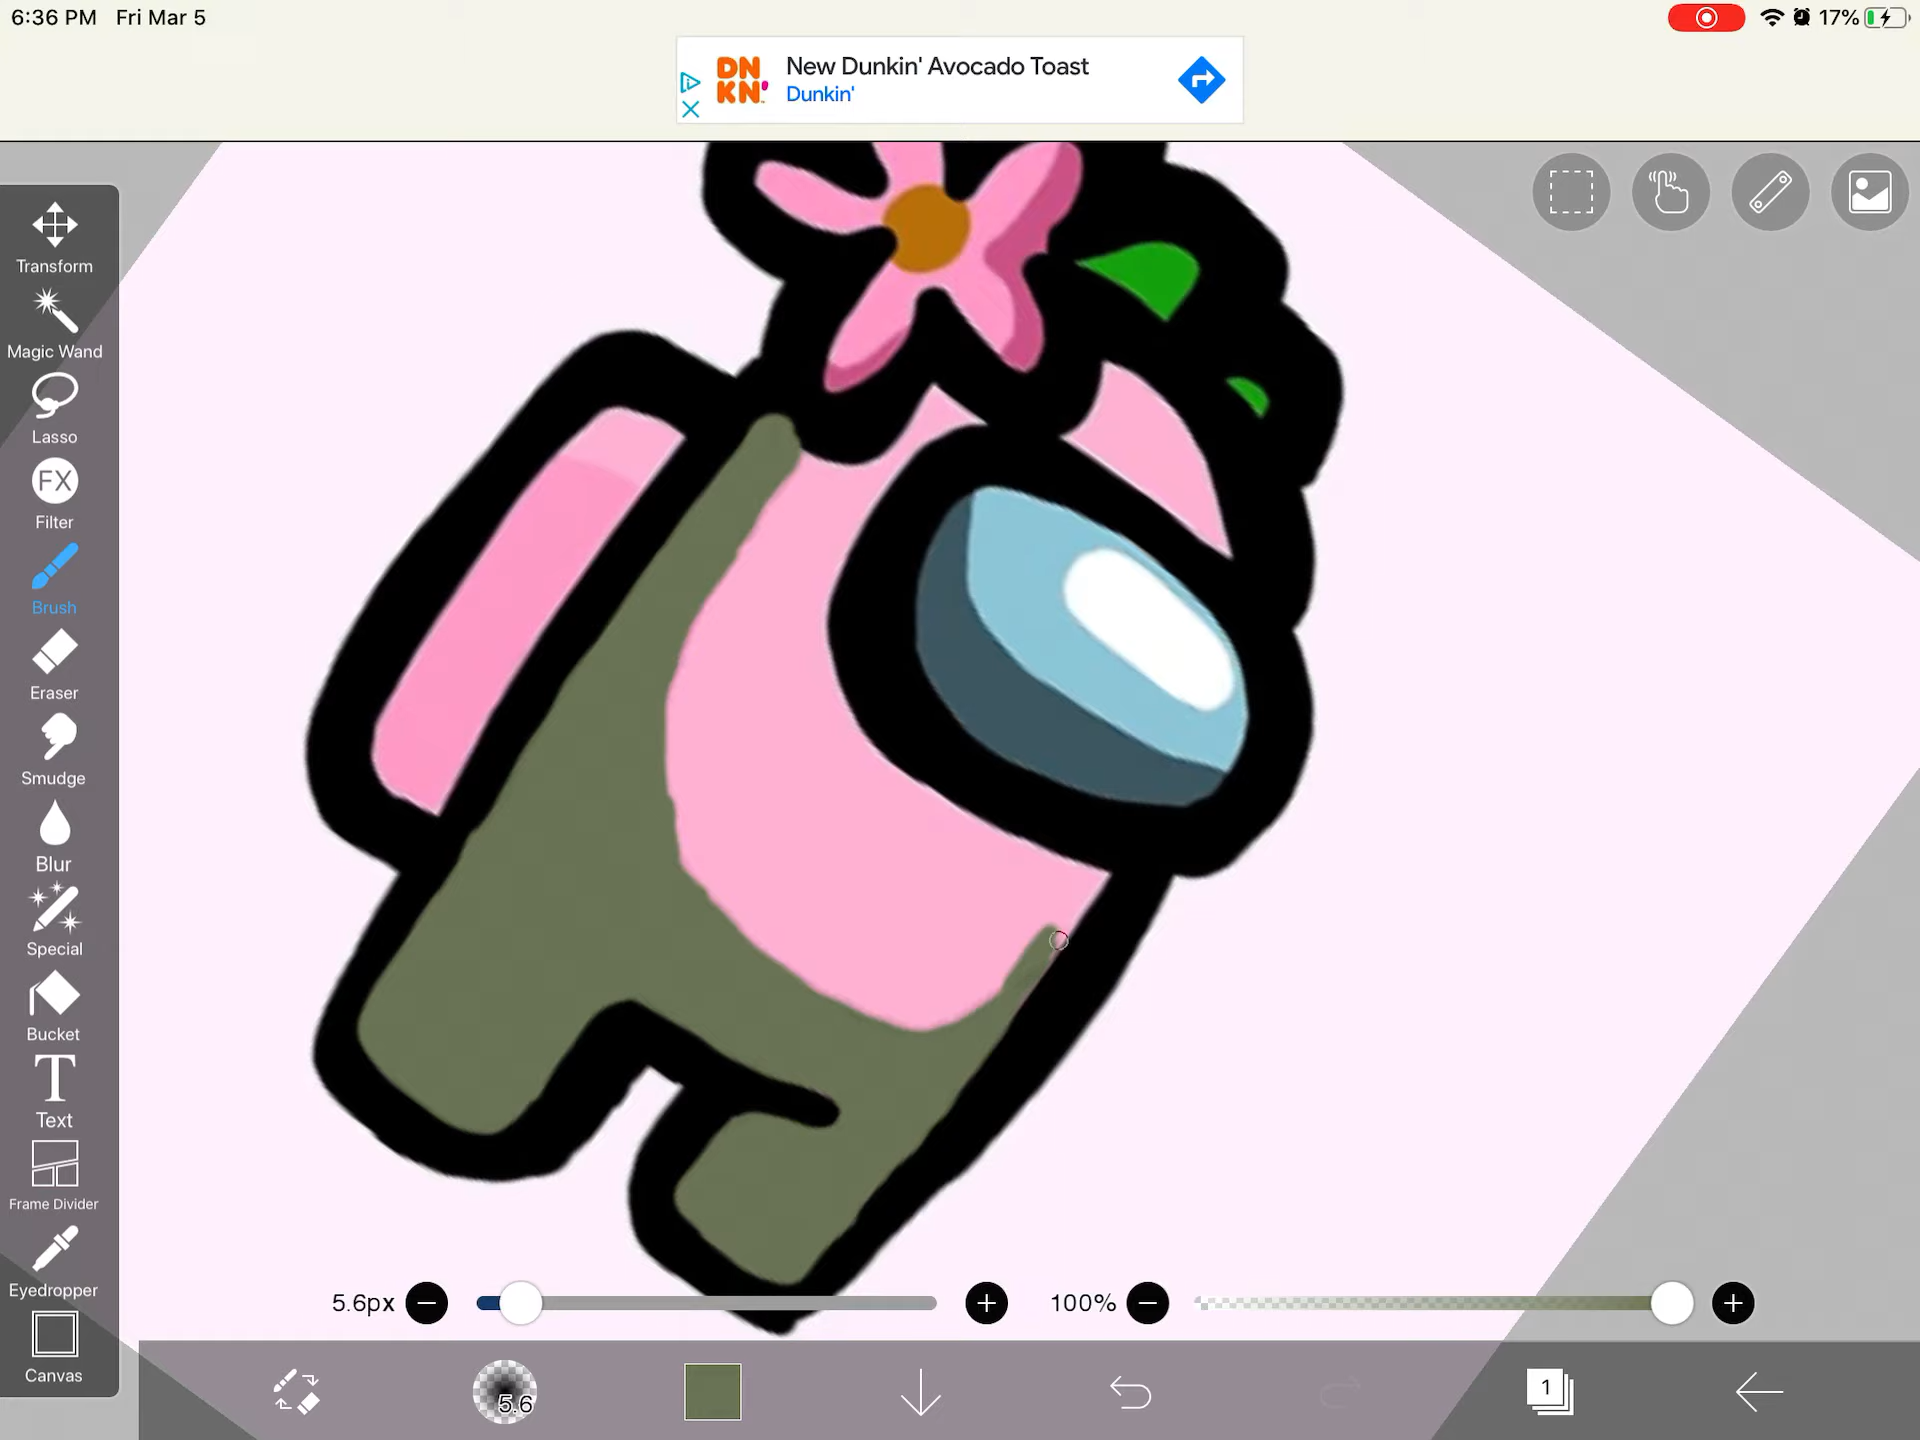 6:36 PM Fri Mar 5
17%
DN
KN'
New Dunkin' Avocado Toast
Dunkin'
Transform
Magic Wand
Lasso
FX
Filter
Brush
Eraser
Smudge
Blur
Special
Bucket
T
Text
Frame Divider
Eyedropper
Canvas
5.6px
100%
5.6
1